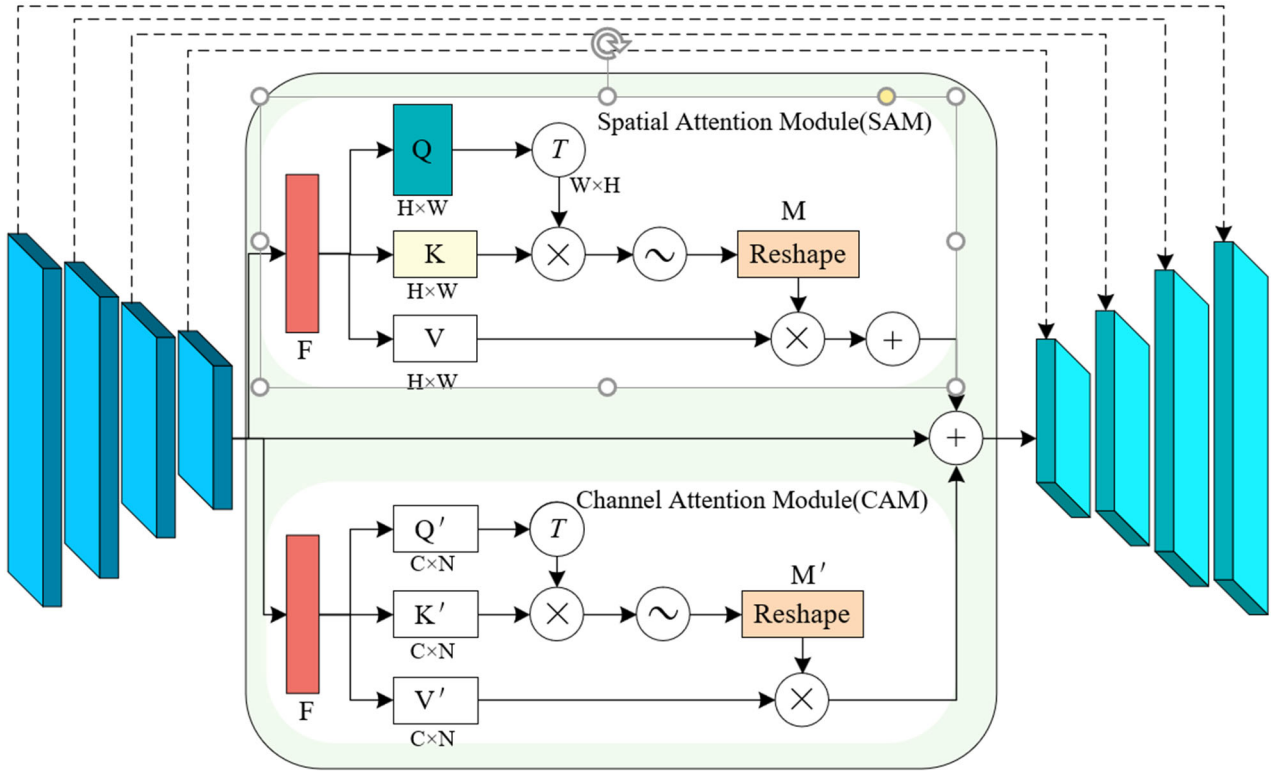 Spatial Attention Module(SAM)
Q
T
H×W
W×H
M
K
×
~
Reshape
H×W
F
V
×
+
H×W
+
Channel Attention Module(CAM)
Q′
T
C×N
M′
K′
×
~
Reshape
C×N
F
V′
×
C×N